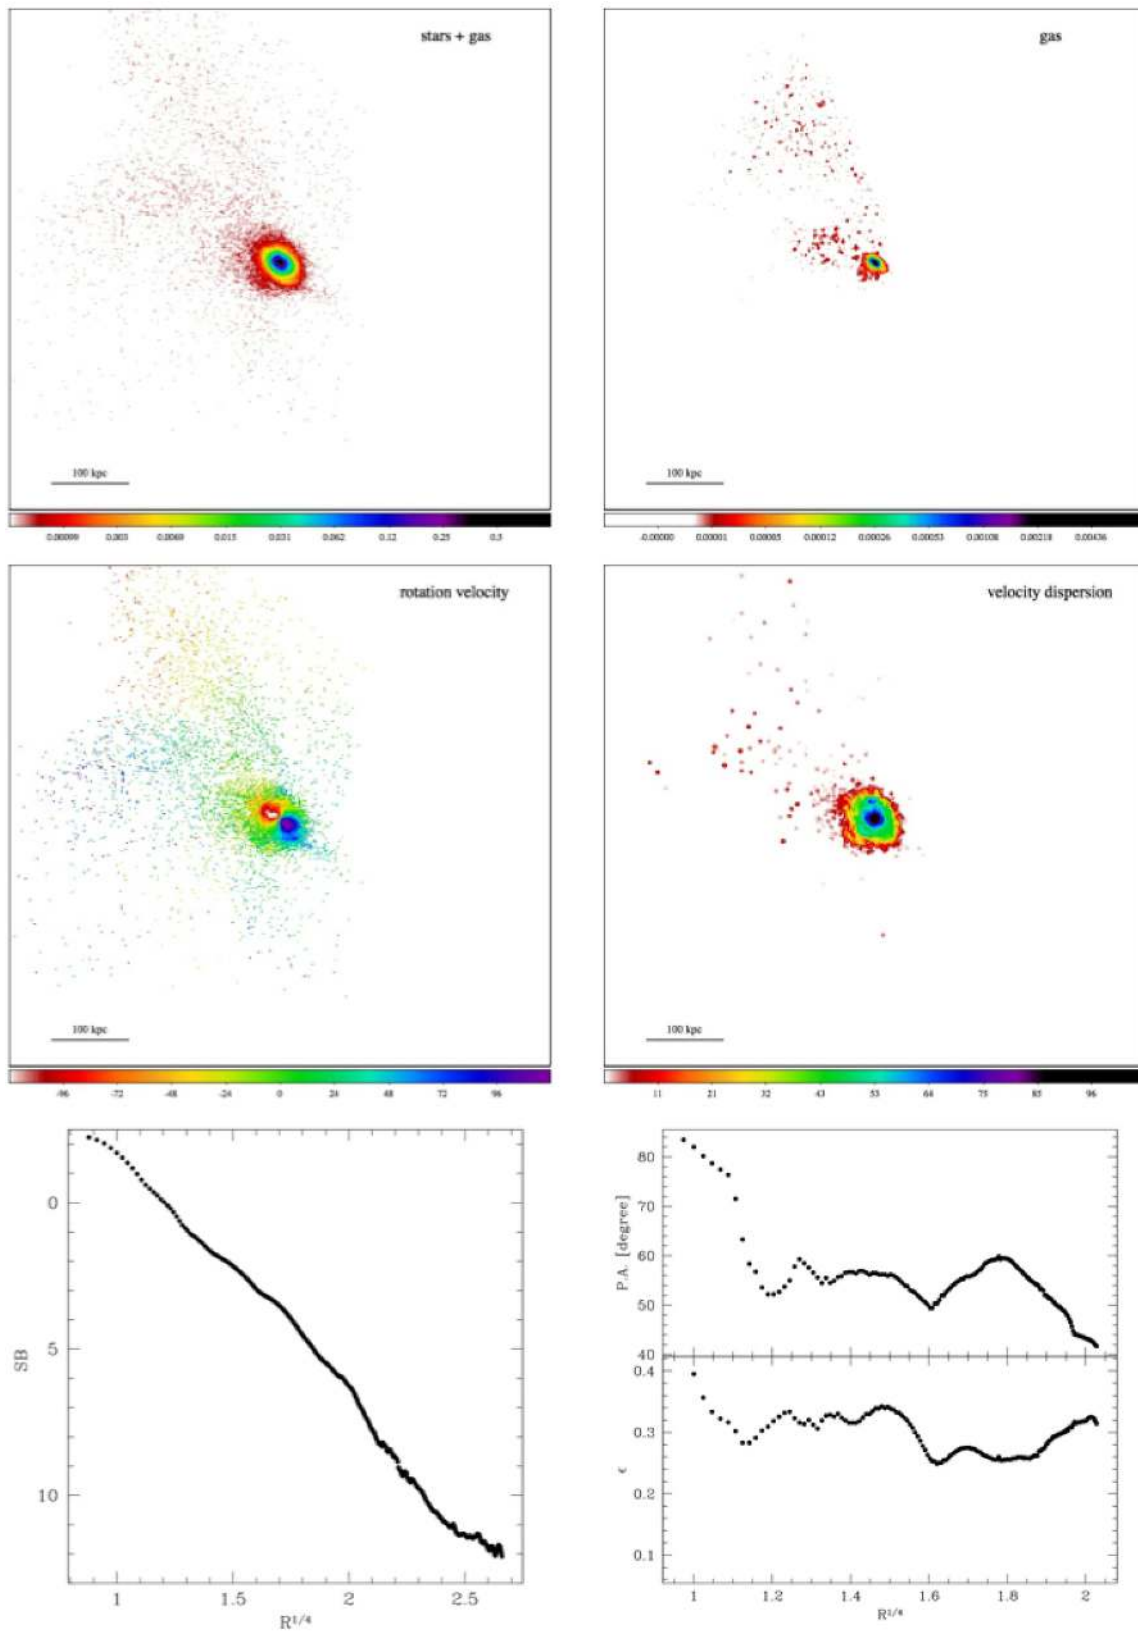 stars + gas
gas
100 kpc
100 kpc
0.00099 0.003 0.0069 0.015 0.031 0.062 0.12 0.25 0.5
-0.00000 0.00001 0.00005 0.00012 0.00026 0.00053 0.00108 0.00218 0.00436
rotation velocity
velocity dispersion
100 kpc
100 kpc
-96 -72 -48 -24 -0 24 48 72 96
11 21 32 43 53 64 75 85 96
SB
0
5
10
1 1.5 2 2.5
R¹/⁴
P.A. [degree]
80
70
60
50
40
ϵ
0.4
0.3
0.2
0.1
1 1.2 1.4 1.6 1.8 2
R¹/⁴